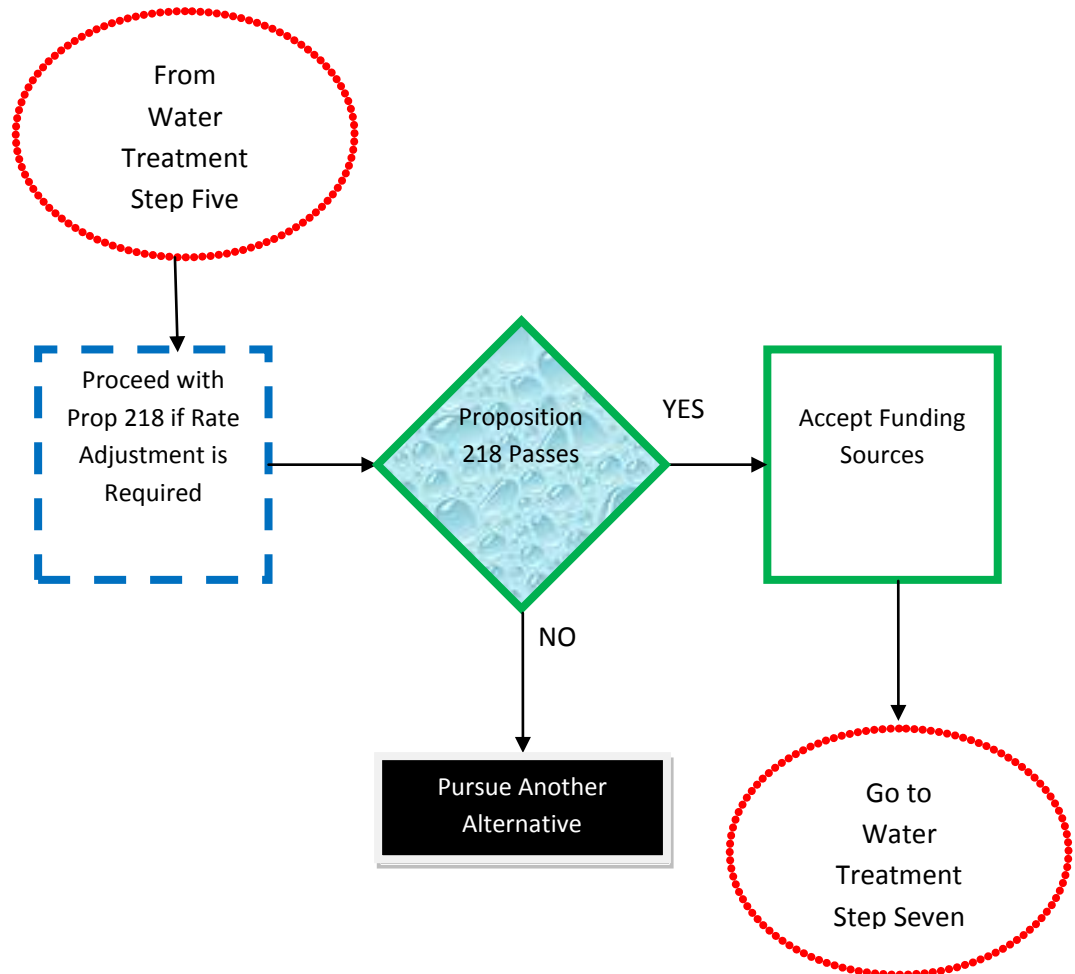 From
Water
Treatment
Step Five
Proceed with
Prop 218 if Rate
Adjustment is
Required
Proposition
218 Passes
YES
Accept Funding
Sources
NO
Pursue Another
Alternative
Go to
Water
Treatment
Step Seven